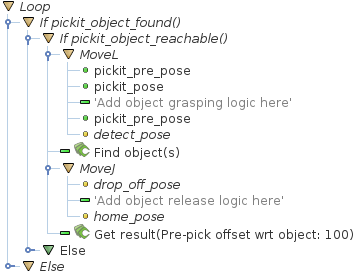 Loop
If pickit_object_found()
If pickit_object_reachable()
MoveL
pickit_pre_pose
pickit_pose
'Add object grasping logic here'
pickit_pre_pose
detect_pose
Find object(s)
MoveJ
drop_off_pose
'Add object release logic here'
home_pose
Get result(Pre-pick offset wrt object: 100)
Else
Else